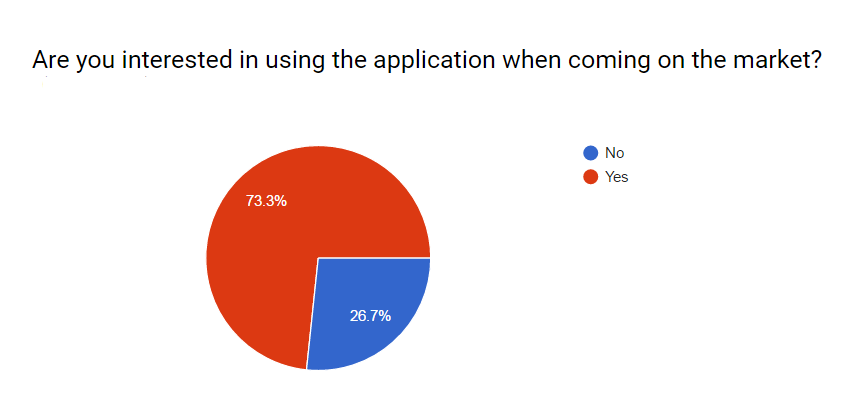 Are you interested in using the application when coming on the market?
No
Yes
73.3%
26.7%